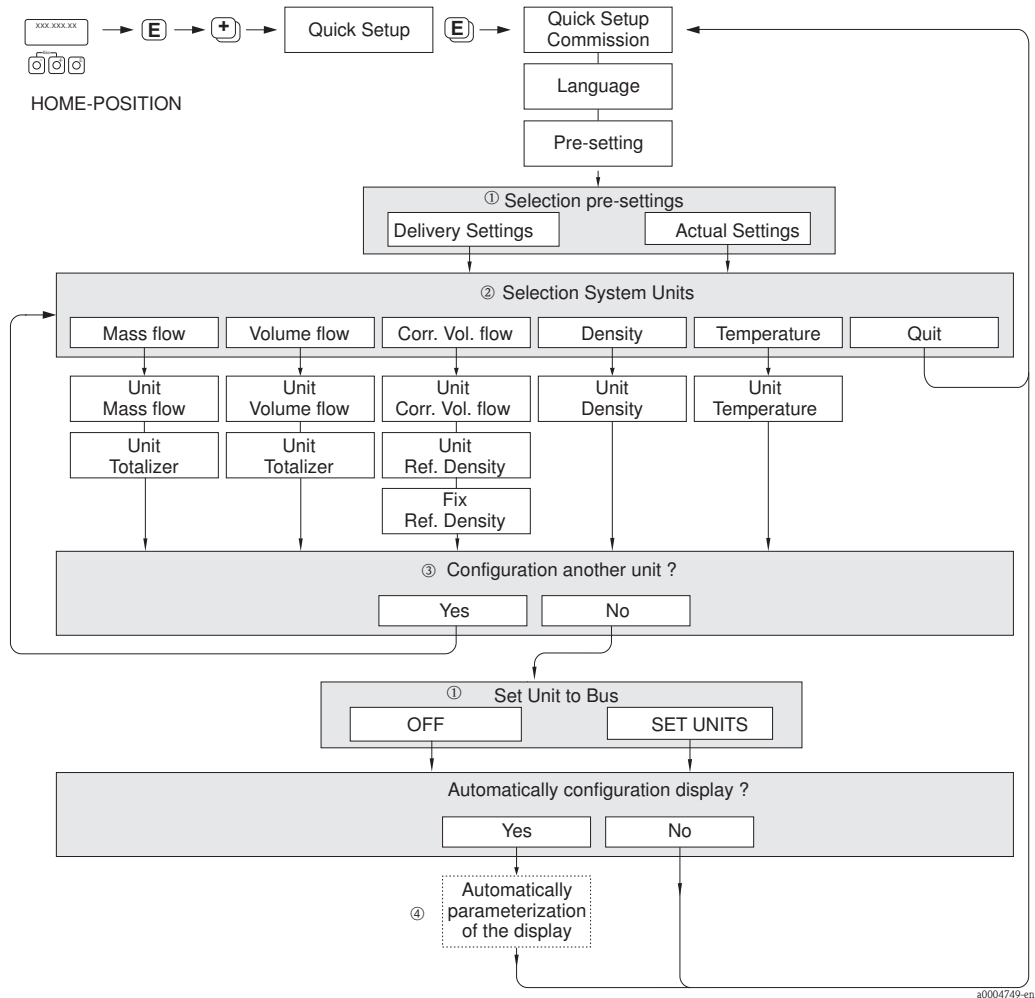 xxx.xxx.xx
E
+
Quick Setup
E
Quick Setup
Commission
Esc
HOME-POSITION
Language
Pre-setting
① Selection pre-settings
Delivery Settings
Actual Settings
② Selection System Units
Mass flow
Volume flow
Corr. Vol. flow
Density
Temperature
Quit
Unit
Mass flow
Unit
Volume flow
Unit
Corr. Vol. flow
Unit
Density
Unit
Temperature
Unit
Totalizer
Unit
Totalizer
Unit
Ref. Density
Fix
Ref. Density
③ Configuration another unit ?
Yes
No
① Set Unit to Bus
OFF
SET UNITS
Automatically configuration display ?
Yes
No
④
Automatically
parameterization
of the display
a0004749-en